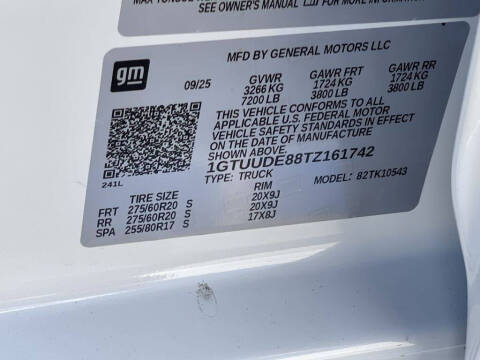 SEE OWNER'S MANUAL FOR MORE INFORMATION
MFD BY GENERAL MOTORS LLC
gm
09/25 GVWR GAWR FRT GAWR RR
3266 KG 1724 KG 1724 KG
7200 LB 3800 LB 3800 LB
THIS VEHICLE CONFORMS TO ALL
APPLICABLE U.S. FEDERAL MOTOR
VEHICLE SAFETY STANDARDS IN EFFECT
ON THE DATE OF MANUFACTURE
SHOWN ABOVE.
1GTUUDE88TZ161742
TYPE: TRUCK MODEL: 82TK10543
241L
TIRE SIZE RIM
FRT 275/60R20 S 20X9J
RR 275/60R20 S 20X9J
SPA 255/80R17 S 17X8J